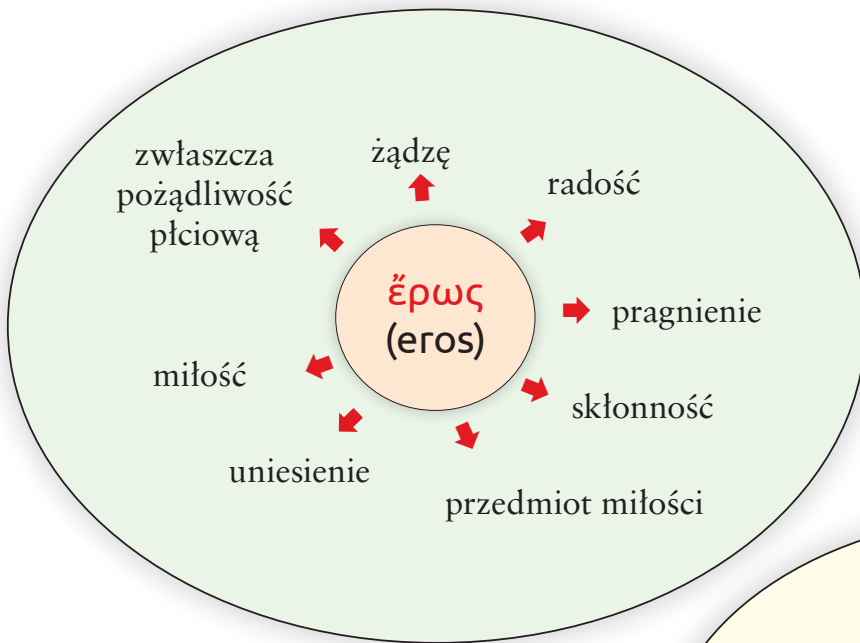 zwłaszcza
pożądliwość
płciową
żądzę
radość
ἔρως
(eros)
pragnienie
miłość
skłonność
uniesienie
przedmiot miłości